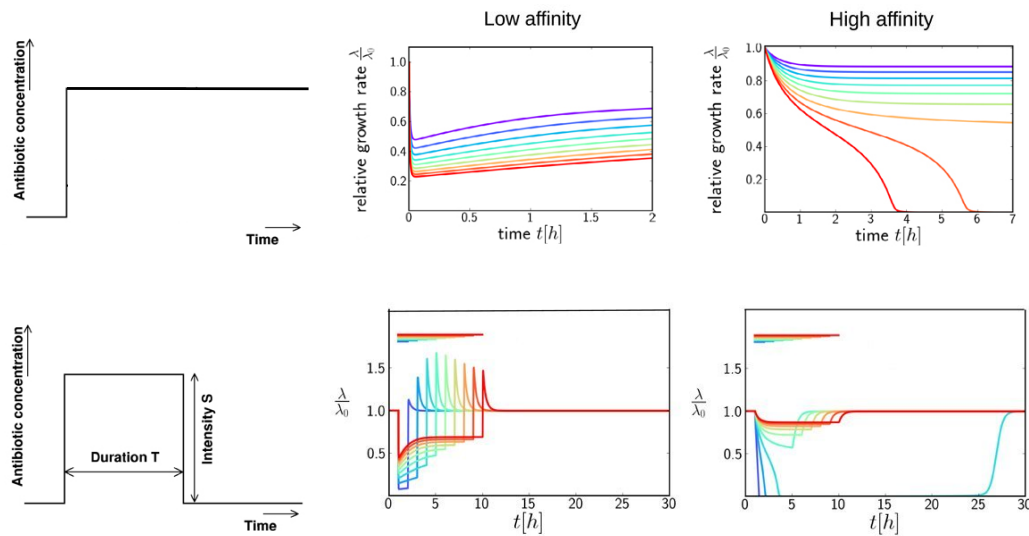 Low affinity
High affinity
Antibiotic concentration
Time
relative growth rate λ/λ₀
1.0
0.8
0.6
0.4
0.2
0
0.5
1
1.5
2
time t[h]
relative growth rate λ/λ₀
1.0
0.8
0.6
0.4
0.2
0
1
2
3
4
5
6
7
time t[h]
Antibiotic concentration
Duration T
Intensity S
Time
λ/λ₀
1.5
1.0
0.5
0
5
10
15
20
25
30
t[h]
λ/λ₀
1.5
1.0
0.5
0
5
10
15
20
25
30
t[h]